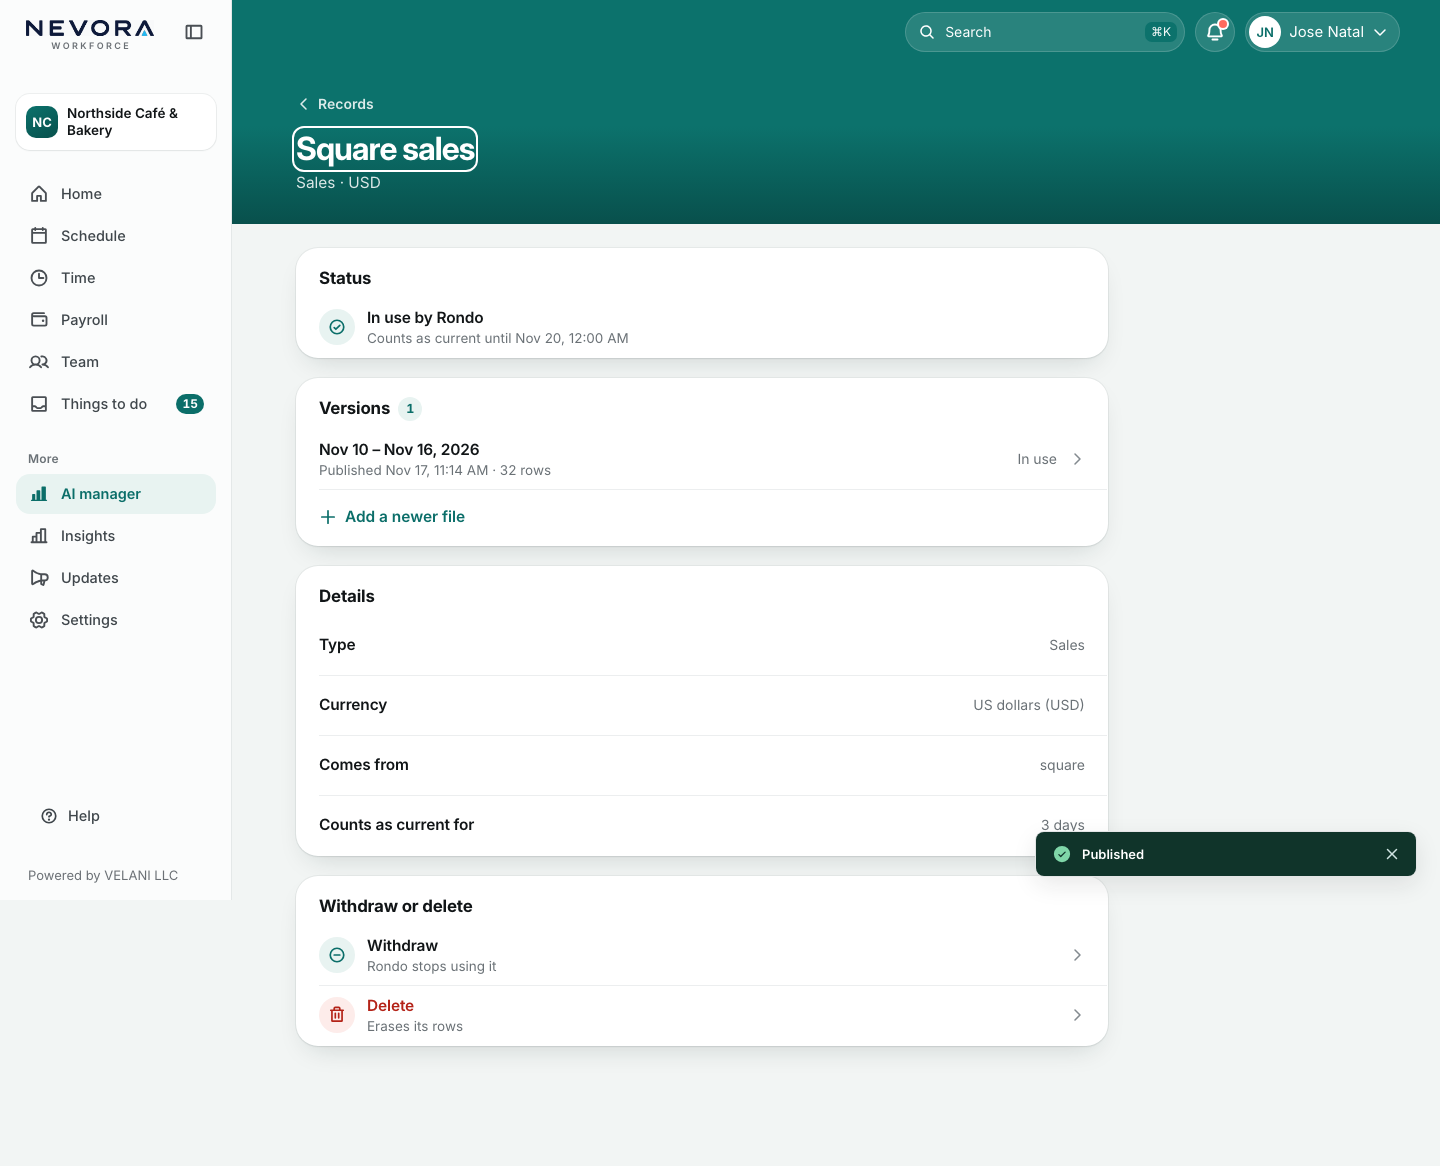 NEVORA
WORKFORCE
Search
⌘K
JN
Jose Natal
NC
Northside Café &
Bakery
Home
Schedule
Time
Payroll
Team
Things to do
15
More
AI manager
Insights
Updates
Settings
Help
Powered by VELANI LLC
Records
Square sales
Sales · USD
Status
In use by Rondo
Counts as current until Nov 20, 12:00 AM
Versions
1
Nov 10 – Nov 16, 2026
Published Nov 17, 11:14 AM · 32 rows
In use
Add a newer file
Details
Type
Sales
Currency
US dollars (USD)
Comes from
square
Counts as current for
3 days
Published
Withdraw or delete
Withdraw
Rondo stops using it
Delete
Erases its rows